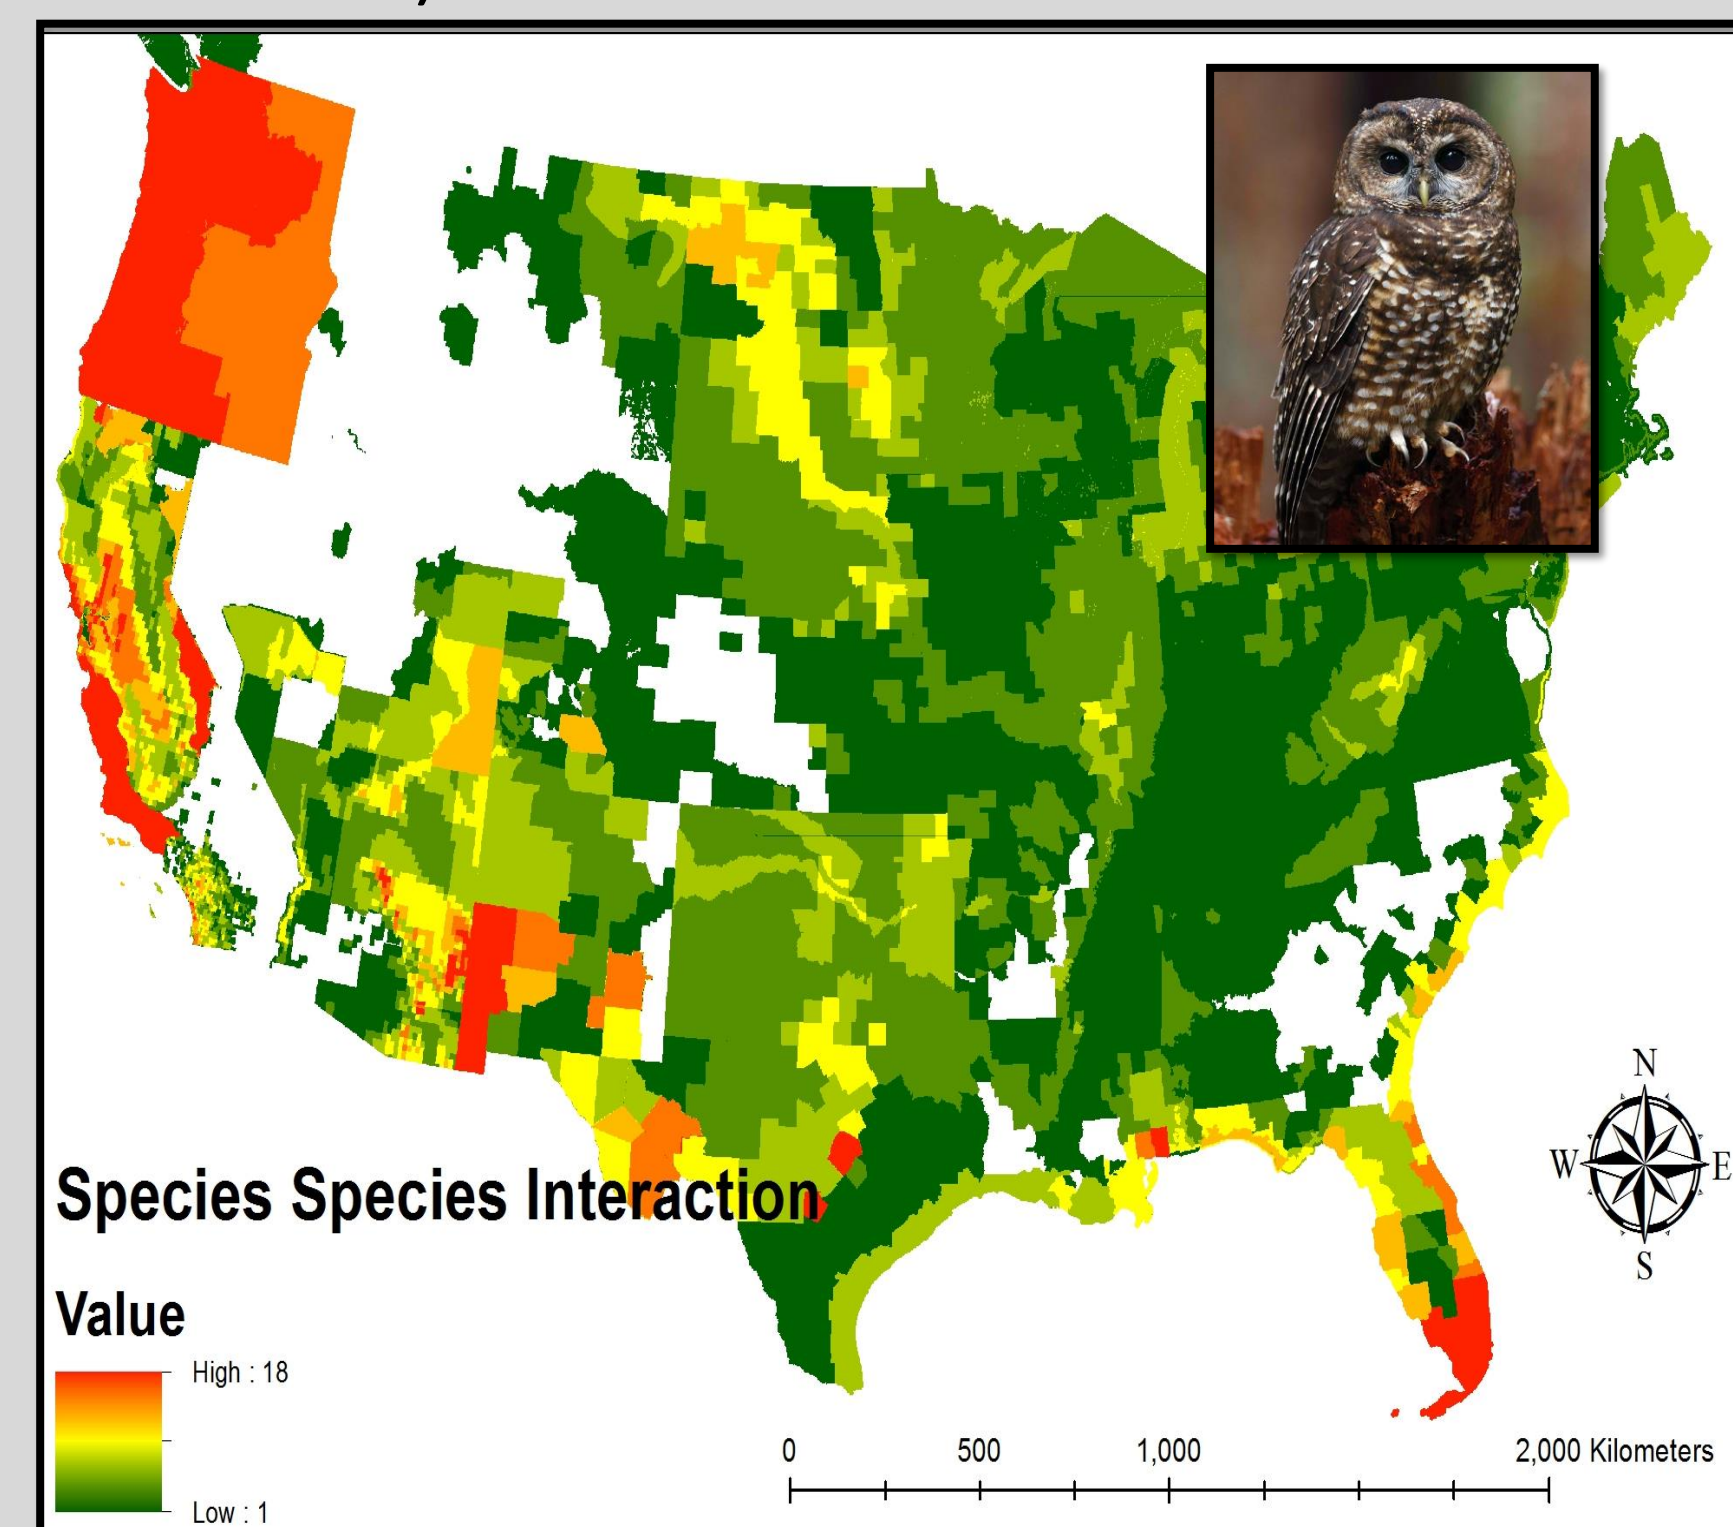 N
W E
S
Species Species Interaction
Value
High : 18
Low : 1
0 500 1,000 2,000 Kilometers